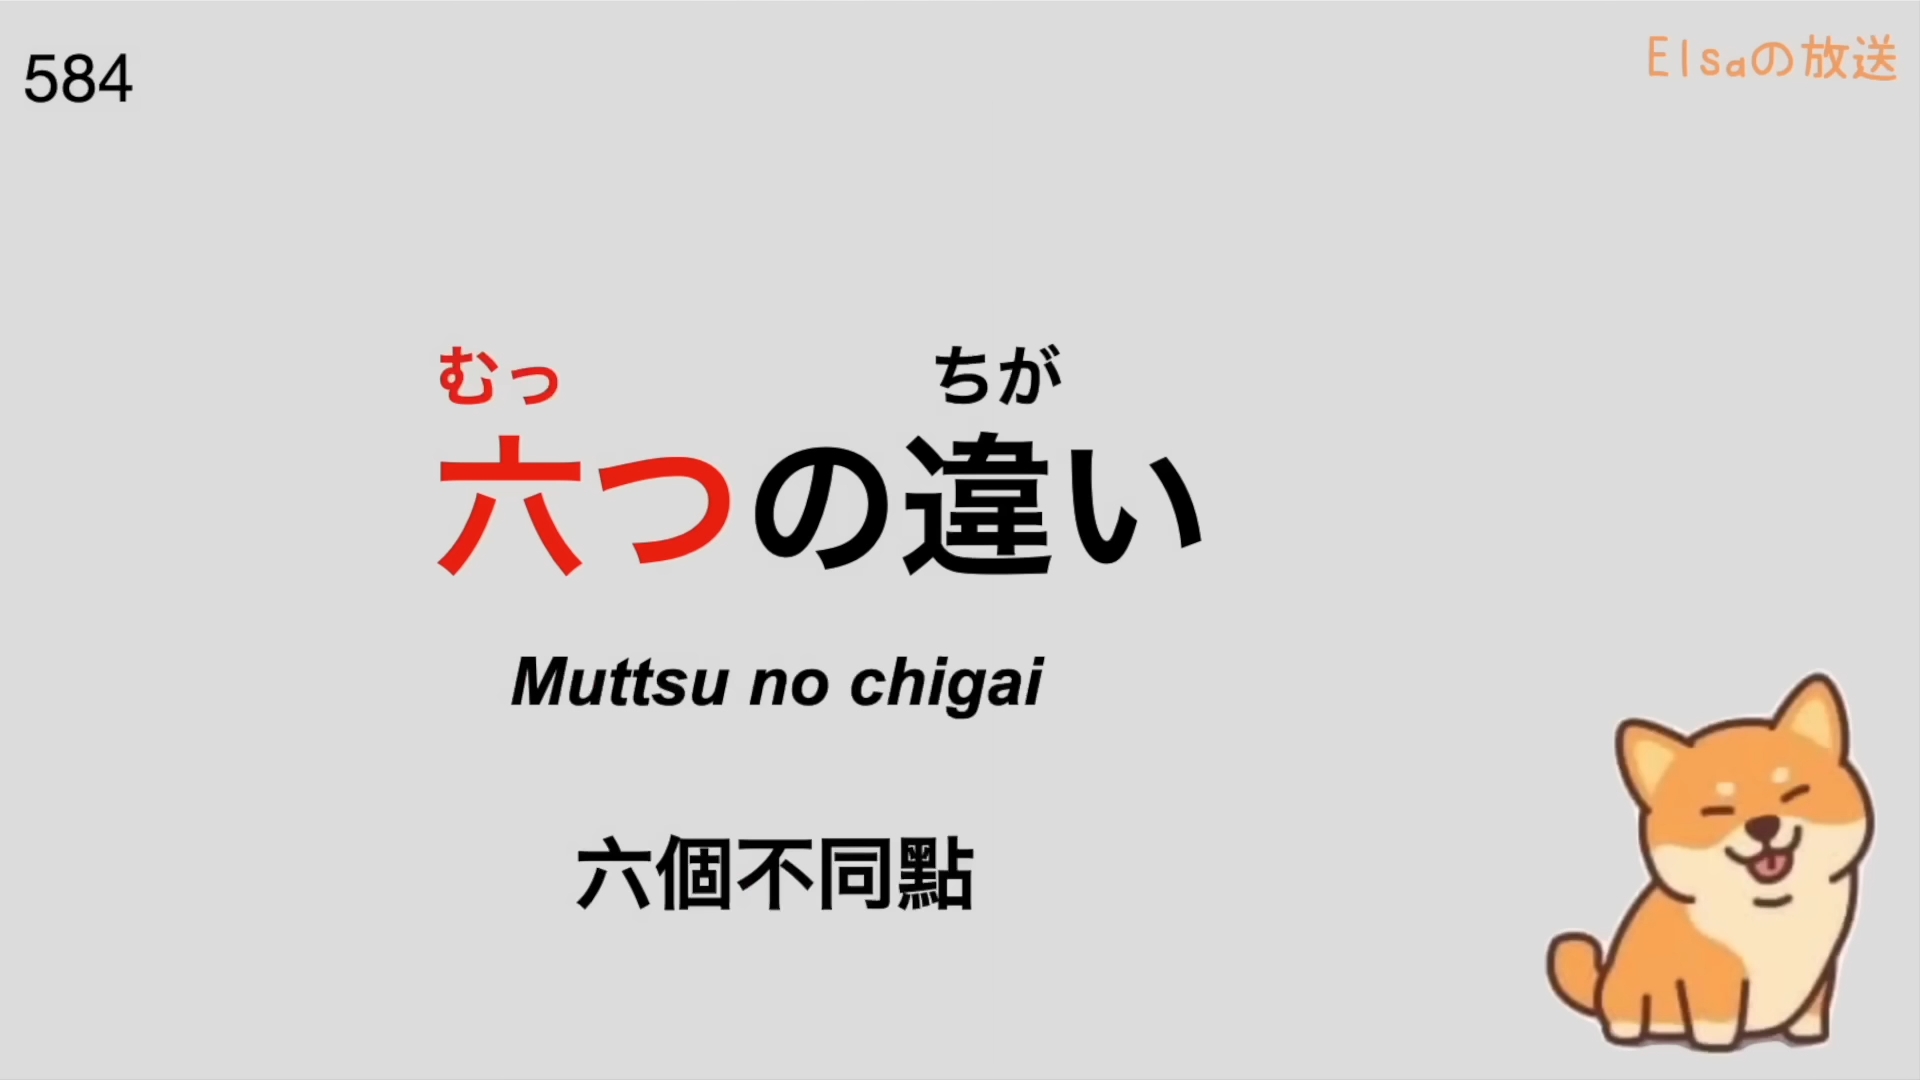 584
Elsaの放送
むっ ちが
六つの違い
Muttsu no chigai
六個不同點